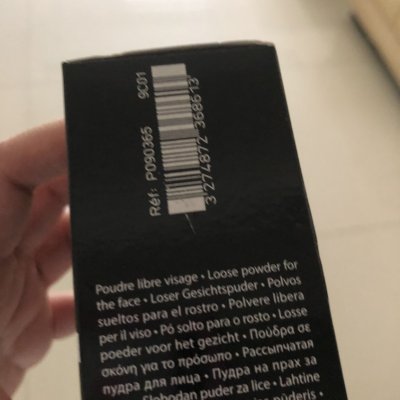 Réf: P090365 9C01
3 274872 368613
Poudre libre visage • Loose powder for
the face • Loser Gesichtspuder • Polvos
sueltos para el rostro • Polvere libera
per il viso • Pó solto para o rosto • Losse
poeder voor het gezicht • Πούδρα σε
σκόνη για το πρόσωπο • Рассыпчатая
пудра для лица • Пудра на прах за
Slobodan puder za lice • Lahtine
púderis •